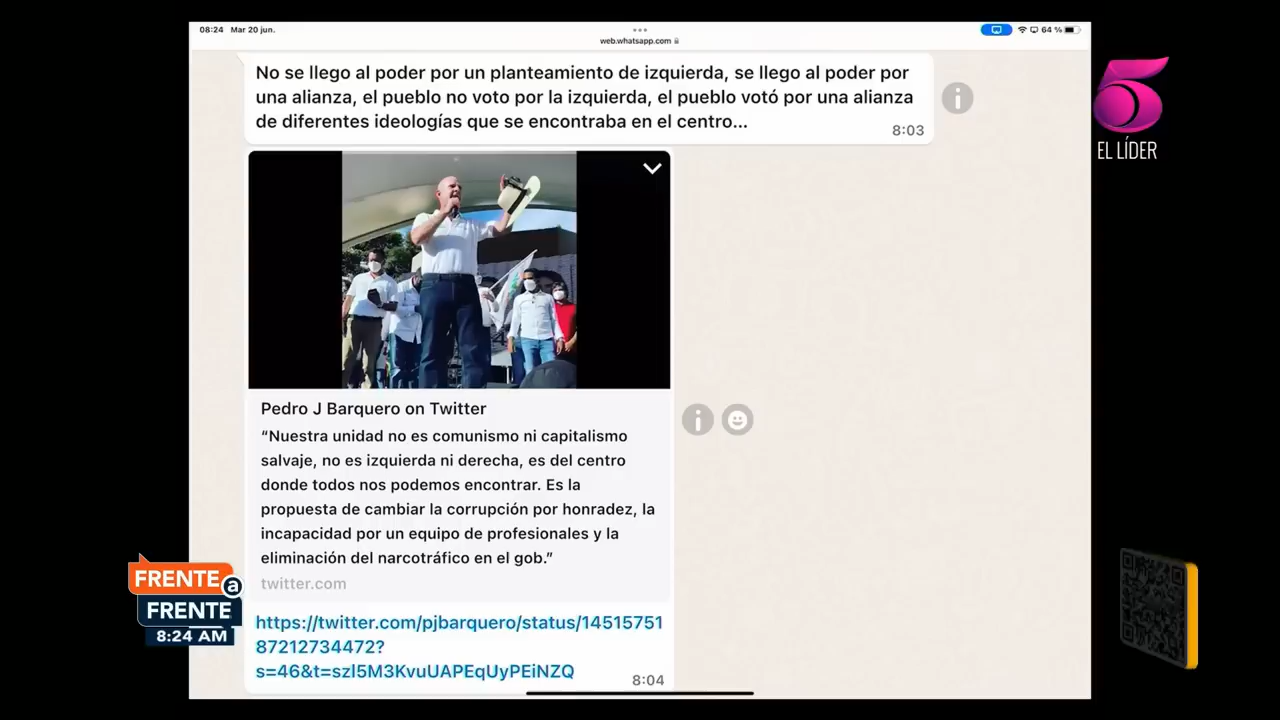 08:24 Mar 20 jun.
web.whatsapp.com
64 %
No se llego al poder por un planteamiento de izquierda, se llego al poder por
una alianza, el pueblo no voto por la izquierda, el pueblo votó por una alianza
de diferentes ideologías que se encontraba en el centro...
8:03
5
EL LÍDER
Pedro J Barquero on Twitter
“Nuestra unidad no es comunismo ni capitalismo
salvaje, no es izquierda ni derecha, es del centro
donde todos nos podemos encontrar. Es la
propuesta de cambiar la corrupción por honradez, la
incapacidad por un equipo de profesionales y la
eliminación del narcotráfico en el gob.”
twitter.com
https://twitter.com/pjbarquero/status/14515751
87212734472?
s=46&t=szl5M3KvuUAPEqUyPEiNZQ
8:04
FRENTE
a
FRENTE
8:24 AM